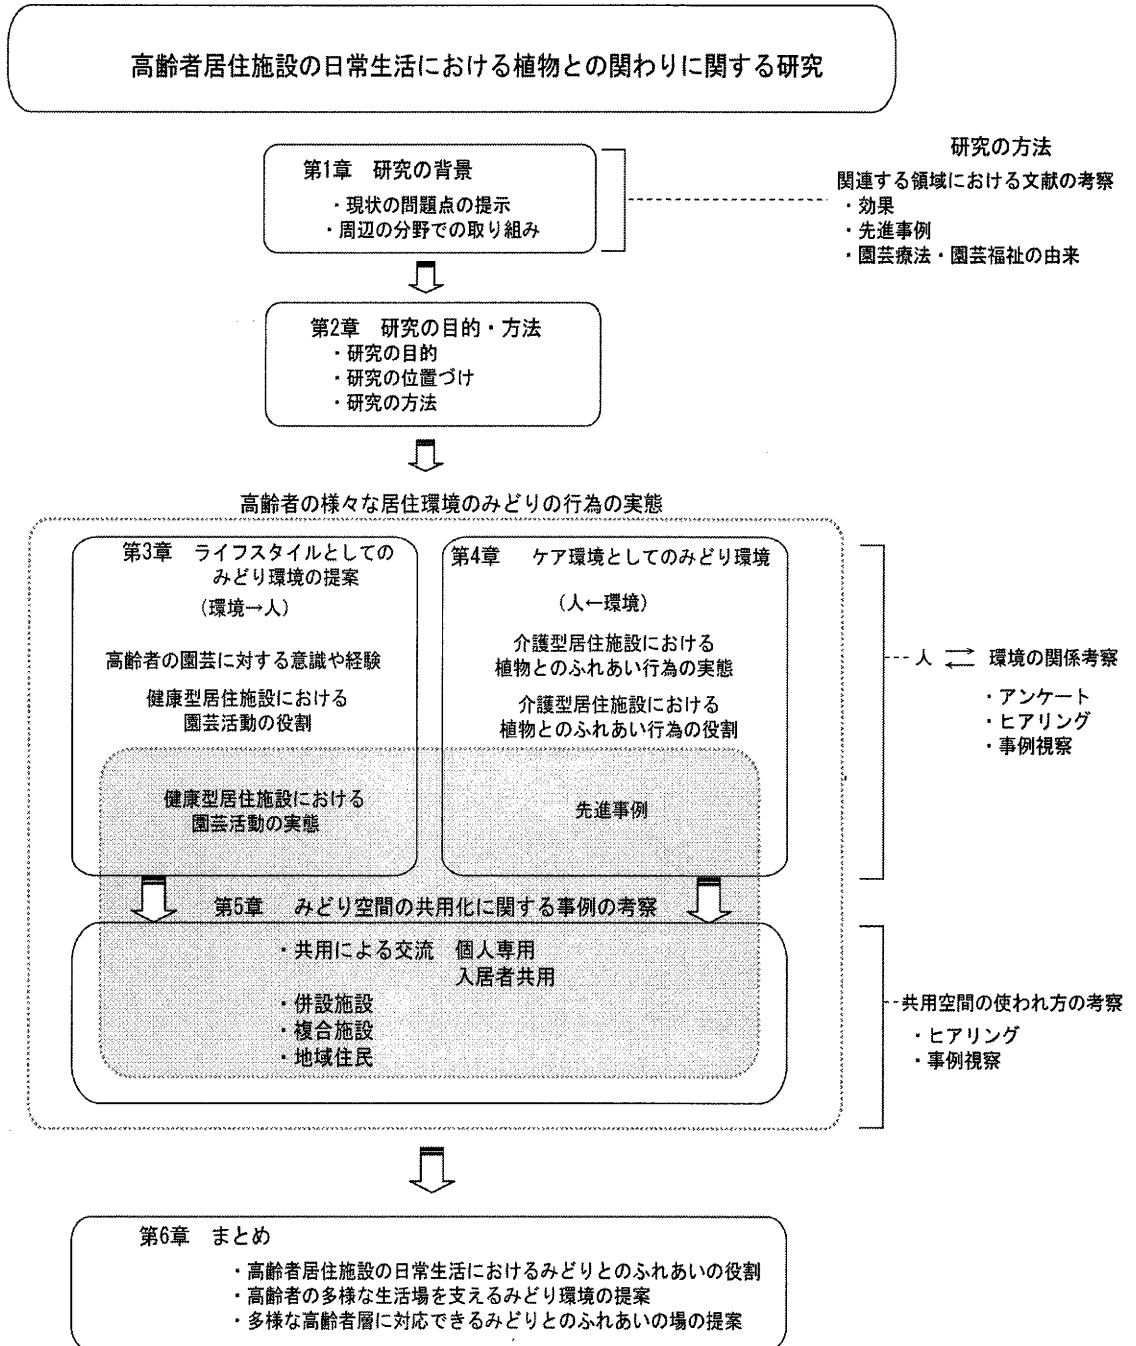 高齢者居住施設の日常生活における植物との関わりに関する研究
第1章 研究の背景
・現状の問題点の提示
・周辺の分野での取り組み
研究の方法
関連する領域における文献の考察
・効果
・先進事例
・園芸療法・園芸福祉の由来
第2章 研究の目的・方法
・研究の目的
・研究の位置づけ
・研究の方法
高齢者の様々な居住環境のみどりの行為の実態
第3章 ライフスタイルとしての
みどり環境の提案
(環境→人)
高齢者の園芸に対する意識や経験
健康型居住施設における
園芸活動の役割
健康型居住施設における
園芸活動の実態
第4章 ケア環境としてのみどり環境
(人←環境)
介護型居住施設における
植物とのふれあい行為の実態
介護型居住施設における
植物とのふれあい行為の役割
先進事例
人 ⇄ 環境の関係考察
・アンケート
・ヒアリング
・事例視察
第5章 みどり空間の共用化に関する事例の考察
・共用による交流 個人専用
入居者共用
・併設施設
・複合施設
・地域住民
共用空間の使われ方の考察
・ヒアリング
・事例視察
第6章 まとめ
・高齢者居住施設の日常生活におけるみどりとのふれあいの役割
・高齢者の多様な生活場を支えるみどり環境の提案
・多様な高齢者層に対応できるみどりとのふれあいの場の提案